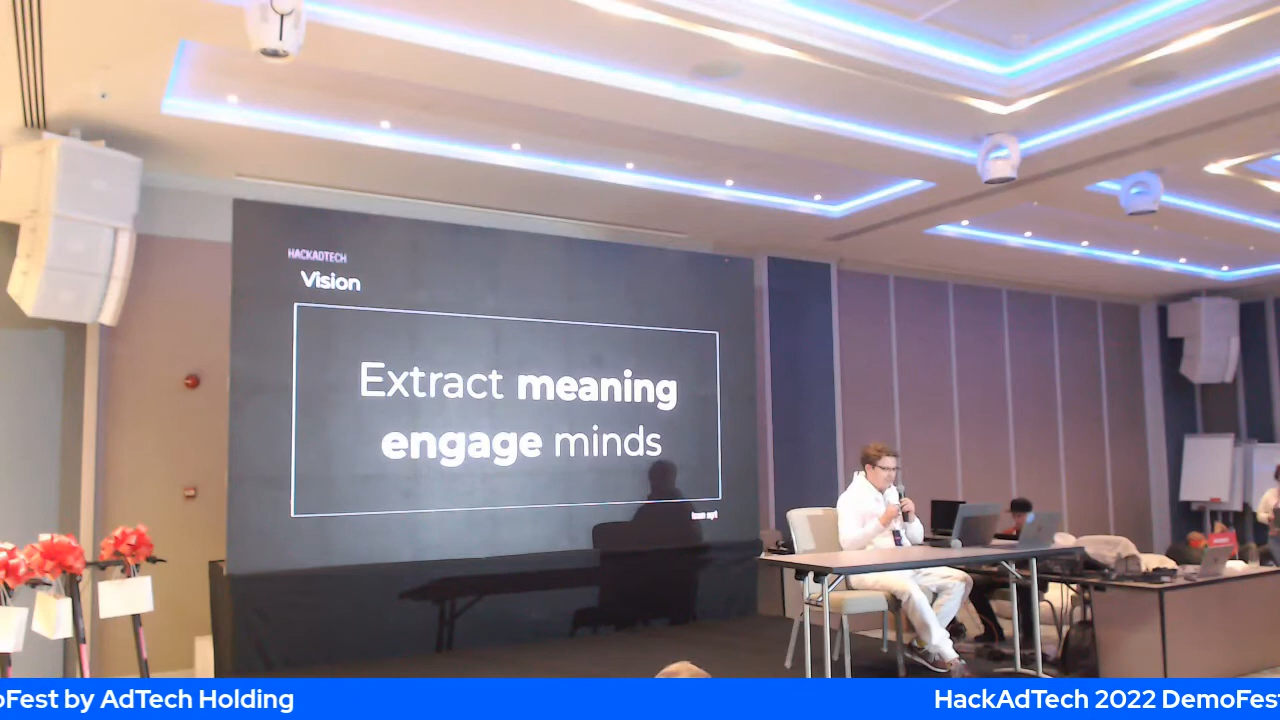 HACKADTECH
Vision
Extract meaning
engage minds
oFest by AdTech Holding
HackAdTech 2022 DemoFest